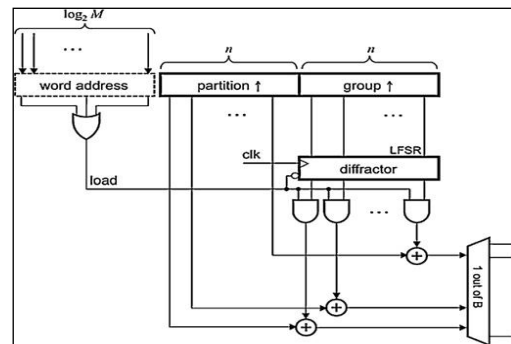 log₂ M
n n
...
word address partition ↑ group ↑
... ...
LFSR
clk
diffractor
load
...
+
+
+
1 out of B